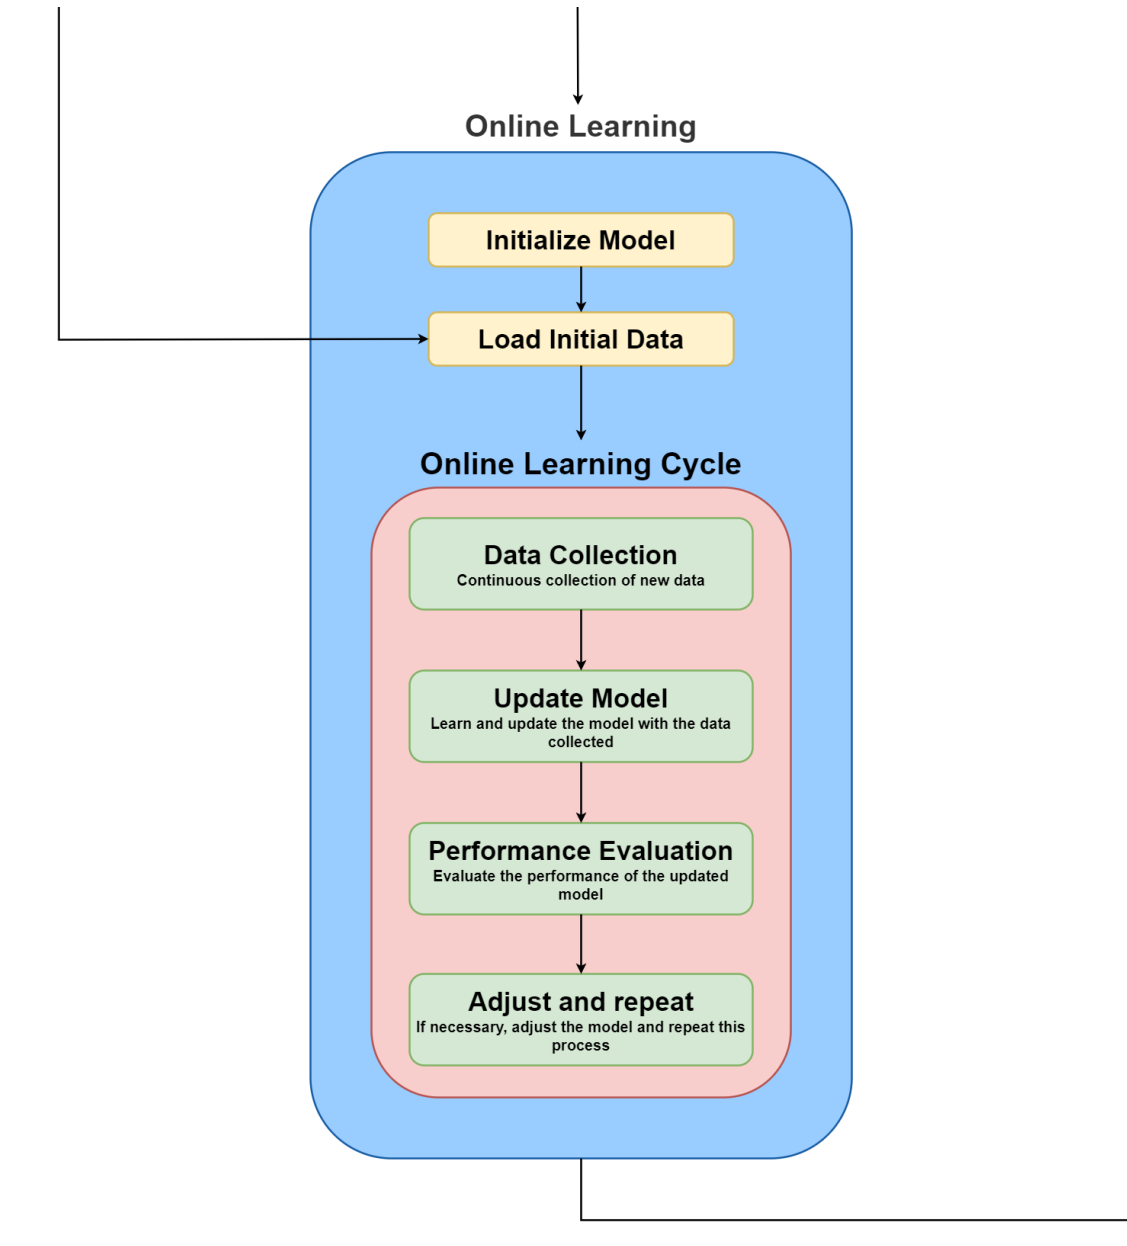 Online Learning
Initialize Model
Load Initial Data
Online Learning Cycle
Data Collection
Continuous collection of new data
Update Model
Learn and update the model with the data
collected
Performance Evaluation
Evaluate the performance of the updated
model
Adjust and repeat
If necessary, adjust the model and repeat this
process